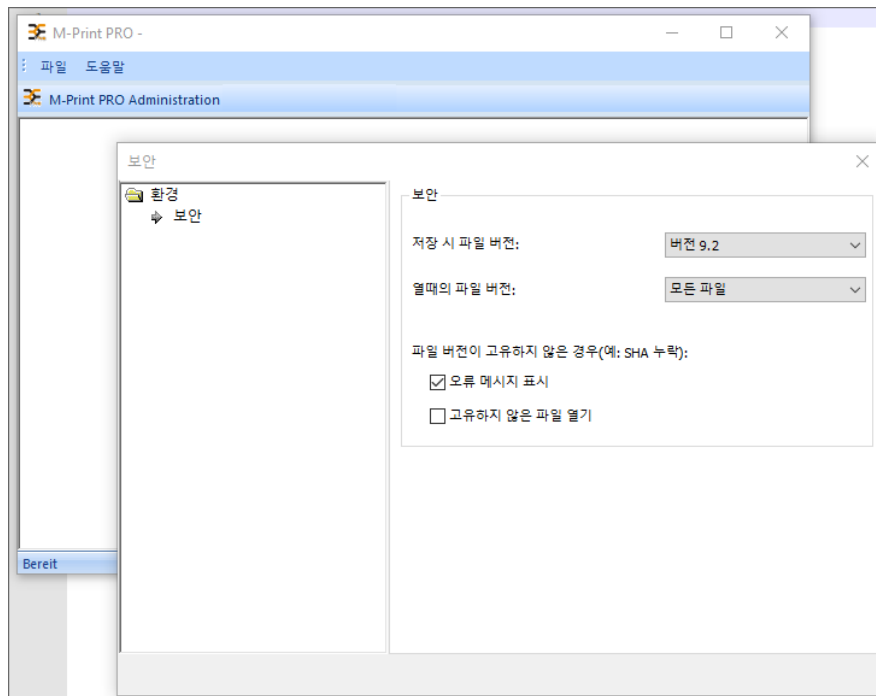 M-Print PRO -
파일 도움말
M-Print PRO Administration
보안
환경
보안
보안
저장 시 파일 버전: 버전 9.2
열때의 파일 버전: 모든 파일
파일 버전이 고유하지 않은 경우(예: SHA 누락):
오류 메시지 표시
고유하지 않은 파일 열기
Bereit